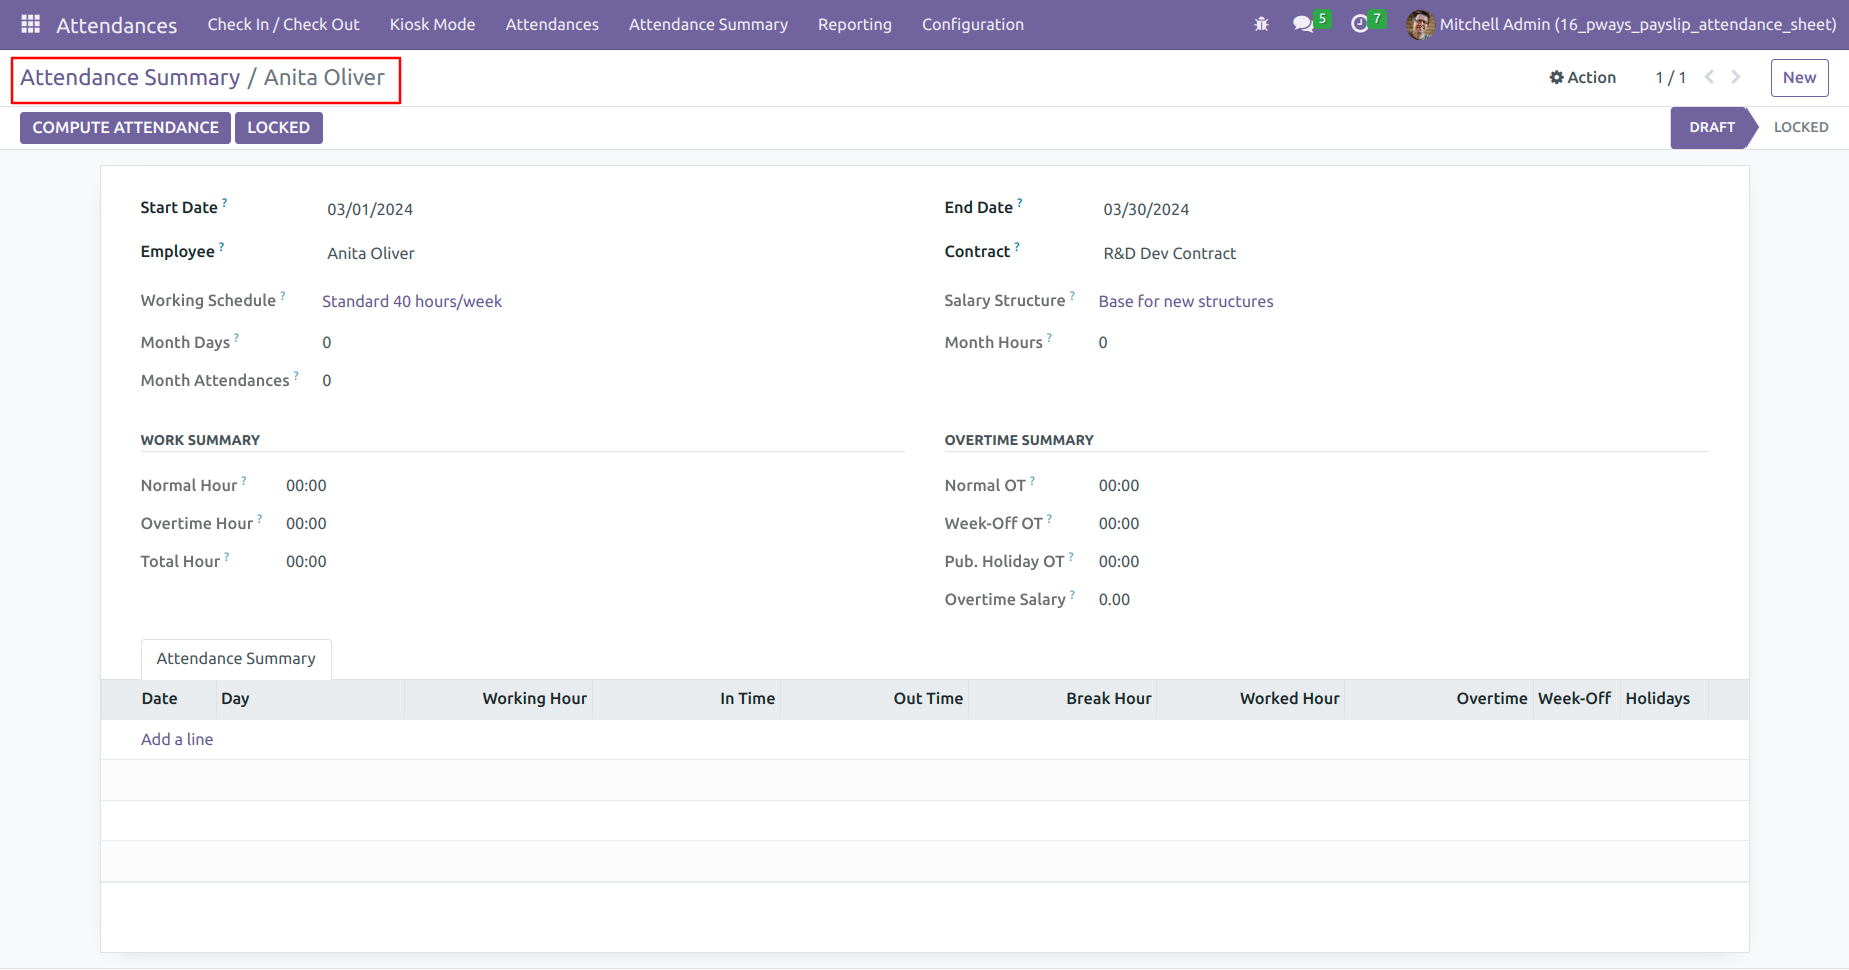 Attendances Check In / Check Out Kiosk Mode Attendances Attendance Summary Reporting Configuration 5 7 Mitchell Admin (16_pways_payslip_attendance_sheet)
Attendance Summary / Anita Oliver Action 1 / 1 New
COMPUTE ATTENDANCE LOCKED DRAFT LOCKED
Start Date ? 03/01/2024 End Date ? 03/30/2024
Employee ? Anita Oliver Contract ? R&D Dev Contract
Working Schedule ? Standard 40 hours/week Salary Structure ? Base for new structures
Month Days ? 0 Month Hours ? 0
Month Attendances ? 0
WORK SUMMARY OVERTIME SUMMARY
Normal Hour ? 00:00 Normal OT ? 00:00
Overtime Hour ? 00:00 Week-Off OT ? 00:00
Total Hour ? 00:00 Pub. Holiday OT ? 00:00
Overtime Salary ? 0.00
Attendance Summary
Date Day Working Hour In Time Out Time Break Hour Worked Hour Overtime Week-Off Holidays
Add a line